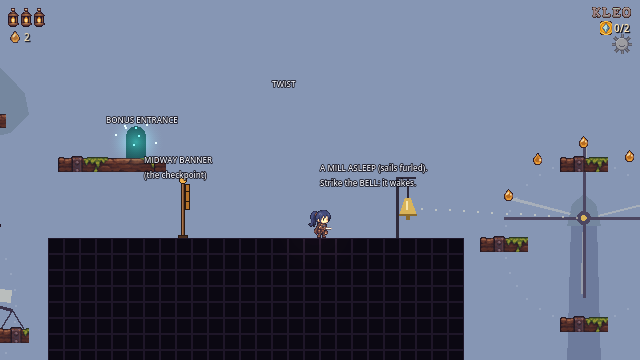 KLEO
2
0/2
TWIST
BONUS ENTRANCE
MIDWAY BANNER
(the checkpoint)
A MILL ASLEEP (sails furled).
Strike the BELL: it wakes.